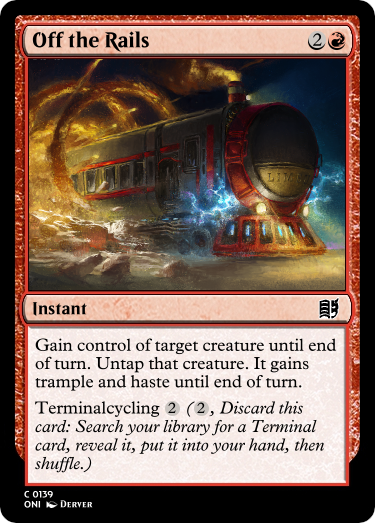 Off the Rails 2
LIMA
Instant
Gain control of target creature until end
of turn. Untap that creature. It gains
trample and haste until end of turn.
Terminalcycling 2 (2, Discard this
card: Search your library for a Terminal
card, reveal it, put it into your hand, then
shuffle.)
C 0139
ONI DERVER